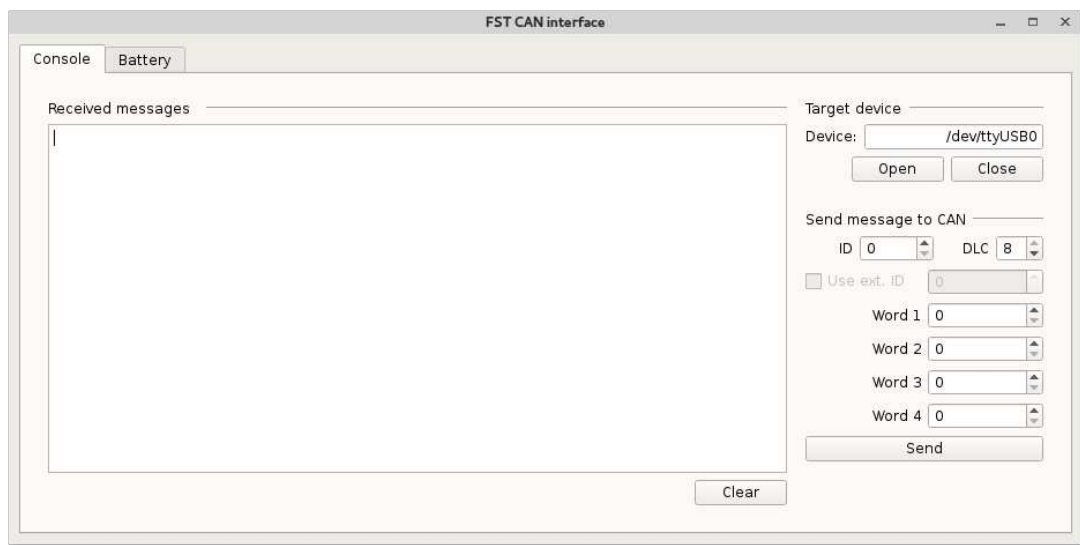 FST CAN interface
Console Battery
Received messages
Clear
Target device
Device: /dev/ttyUSB0
Open Close
Send message to CAN
ID 0 DLC 8
Use ext. ID 0
Word 1 0
Word 2 0
Word 3 0
Word 4 0
Send